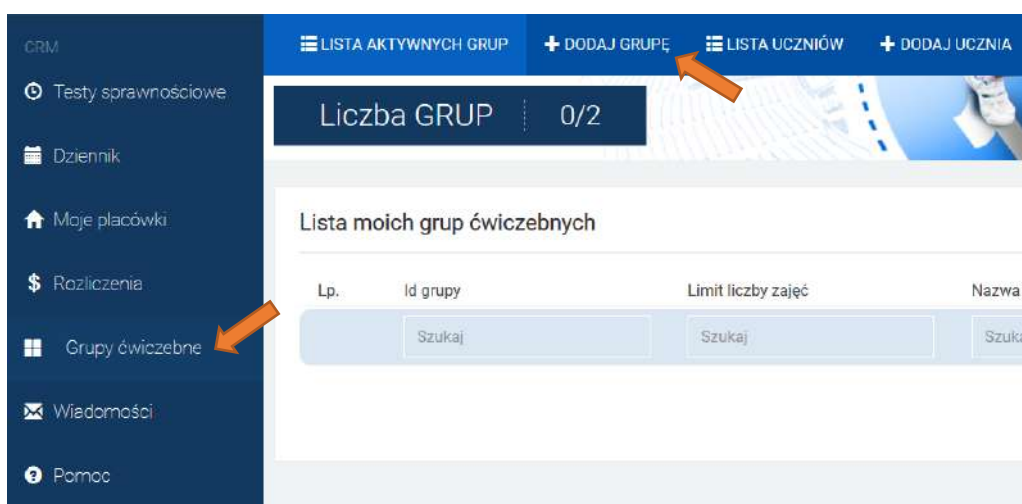 CRM
Testy sprawnościowe
Dziennik
Moje placówki
Rozliczenia
Grupy ćwiczebne
Wiadomości
Pomoc
LISTA AKTYWNYCH GRUP DODAJ GRUPĘ LISTA UCZNIÓW DODAJ UCZNIA
Liczba GRUP 0/2
Lista moich grup ćwiczebnych
Lp. Id grupy Limit liczby zajęć Nazwa
Szukaj Szukaj Szuka